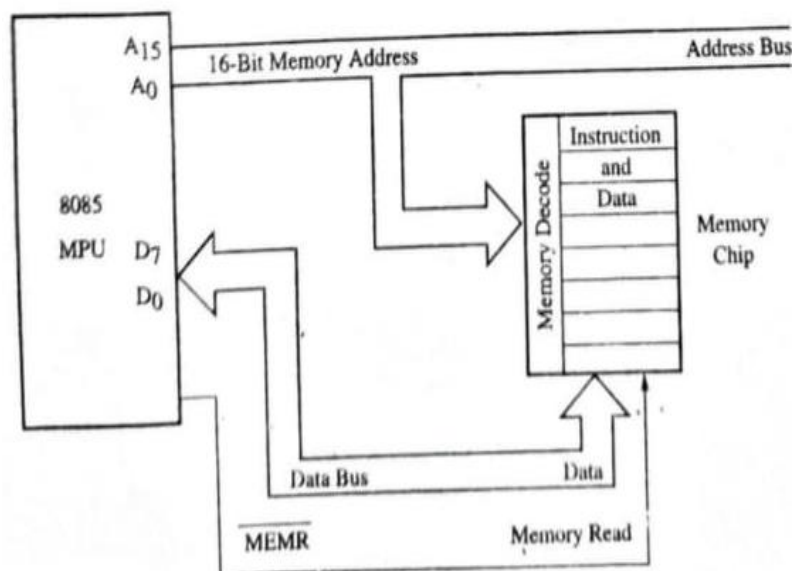 A15
16-Bit Memory Address
Address Bus
A0
Memory Decode
Instruction
and
Data
8085
MPU
D7
D0
Memory
Chip
Data Bus
Data
MEMR
Memory Read